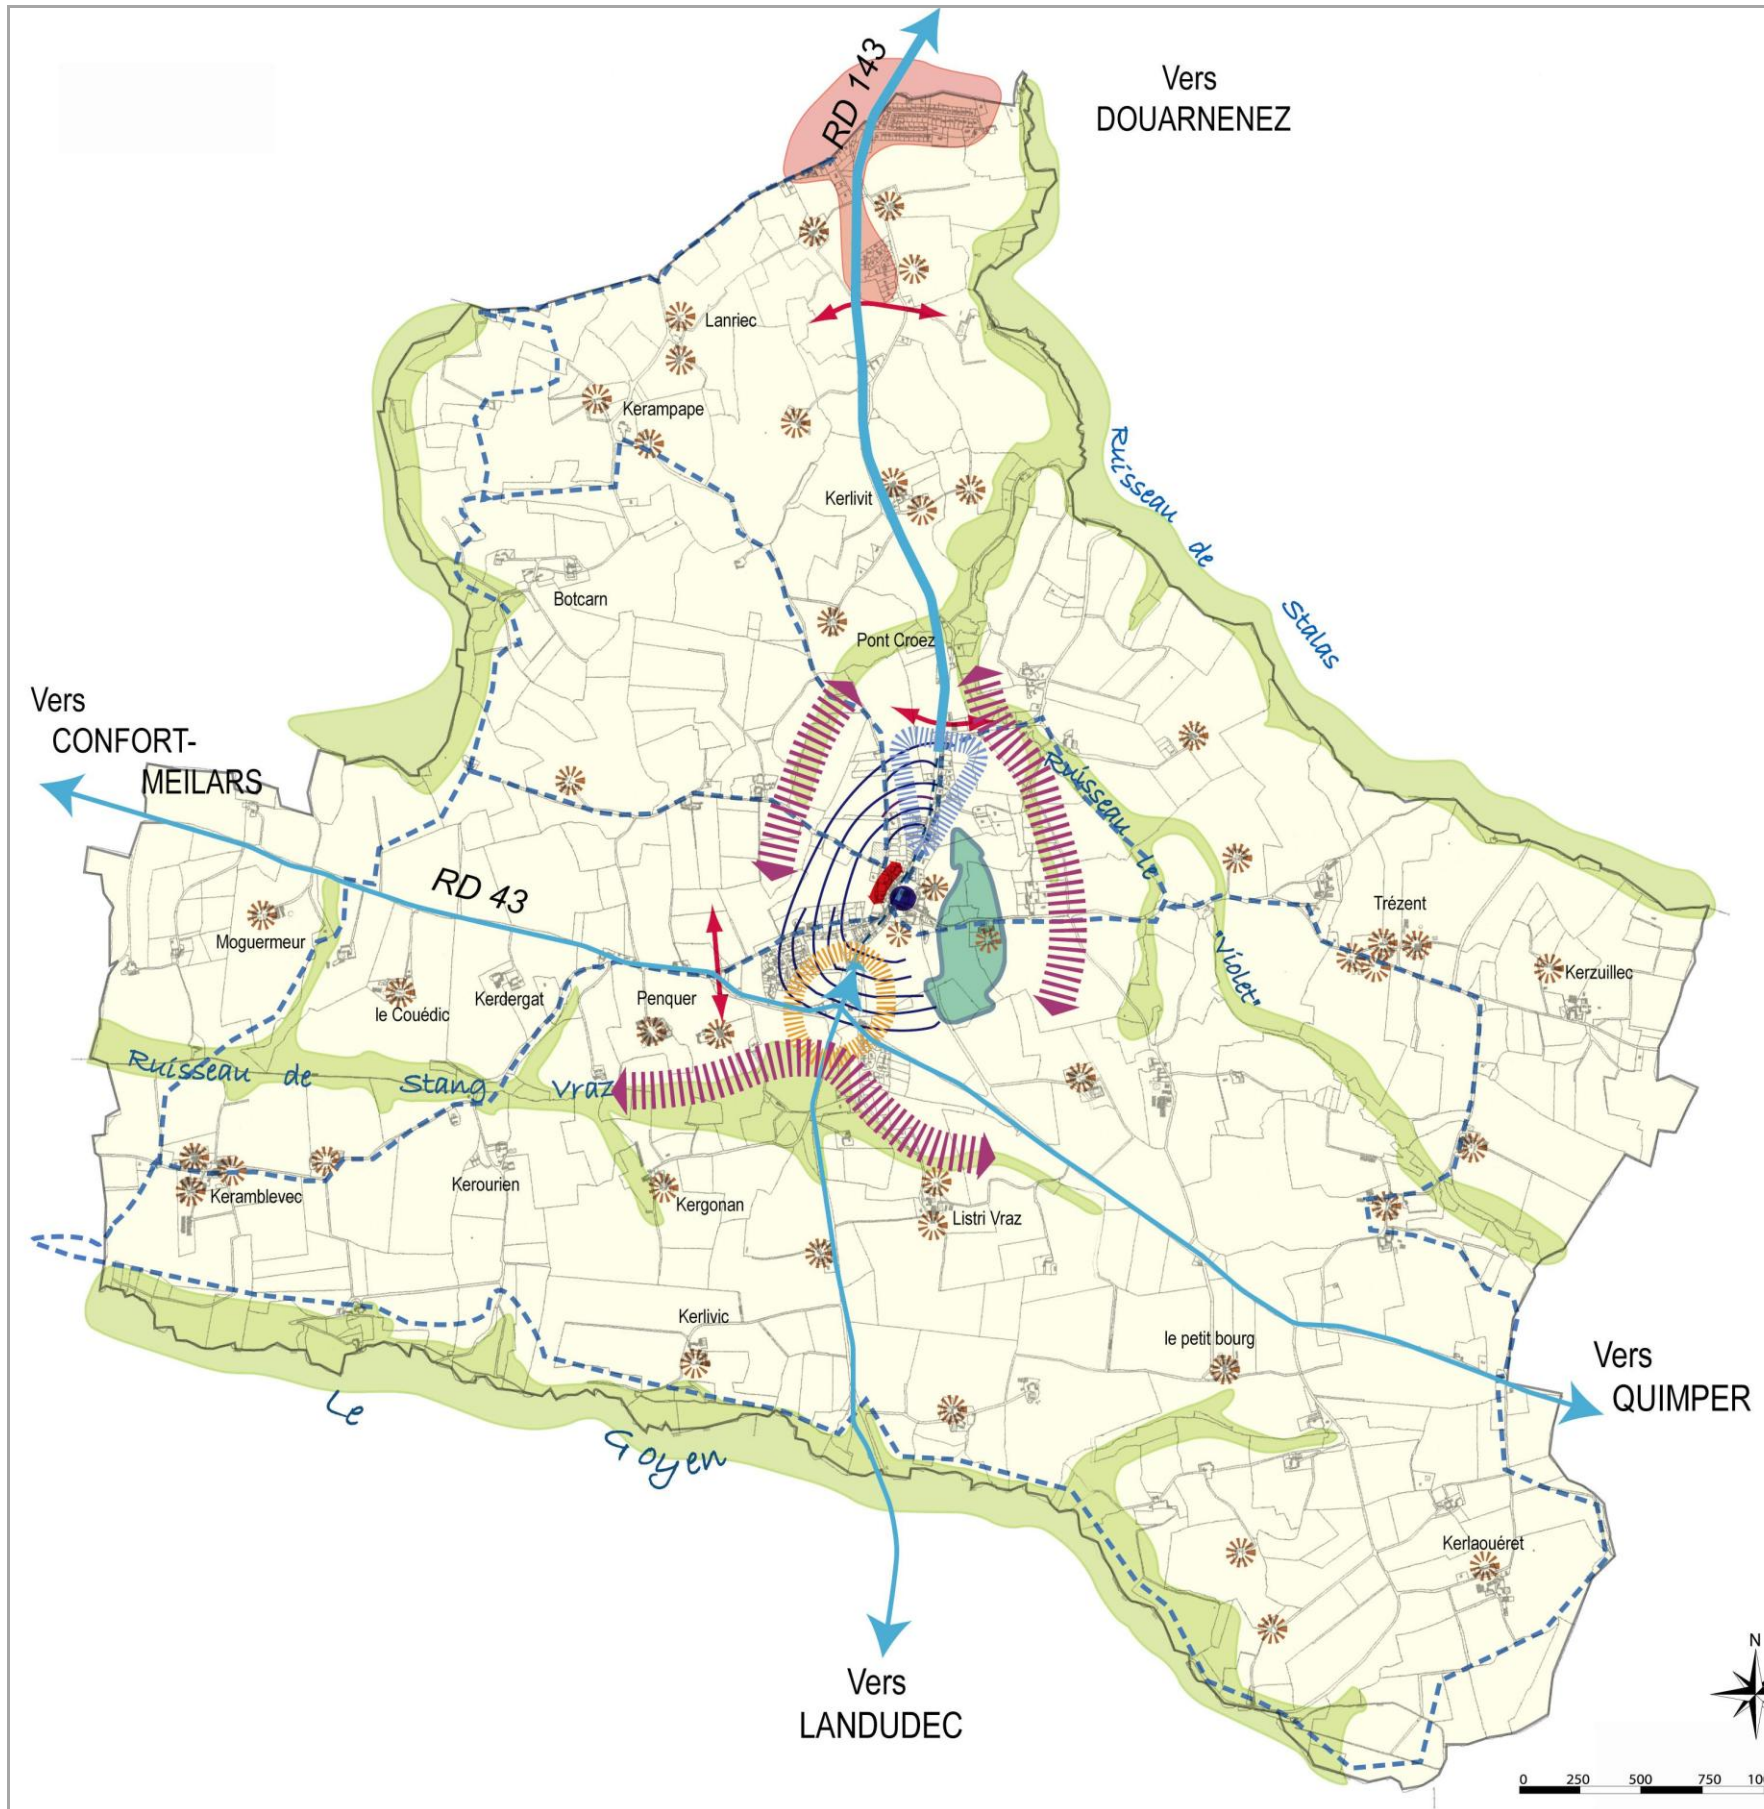 RD 143
Vers
DOUARNENEZ
Lanriec
Kerampape
Kerlivit
Ruisseau de Stalas
Botcarn
Pont Croez
Vers
CONFORT-
MEILARS
RD 43
Ruisseau de "Violet"
Trézent
Moguermeur
Kerzuillec
le Couédic
Kerdergat
Penquer
Ruisseau de Stang Vraz
Keramblevec
Kerourien
Kergonan
Listri Vraz
Kerlivic
le petit bourg
Vers
QUIMPER
Le Goyen
Kerlaouéret
Vers
LANDUDEC
N
0 250 500 750